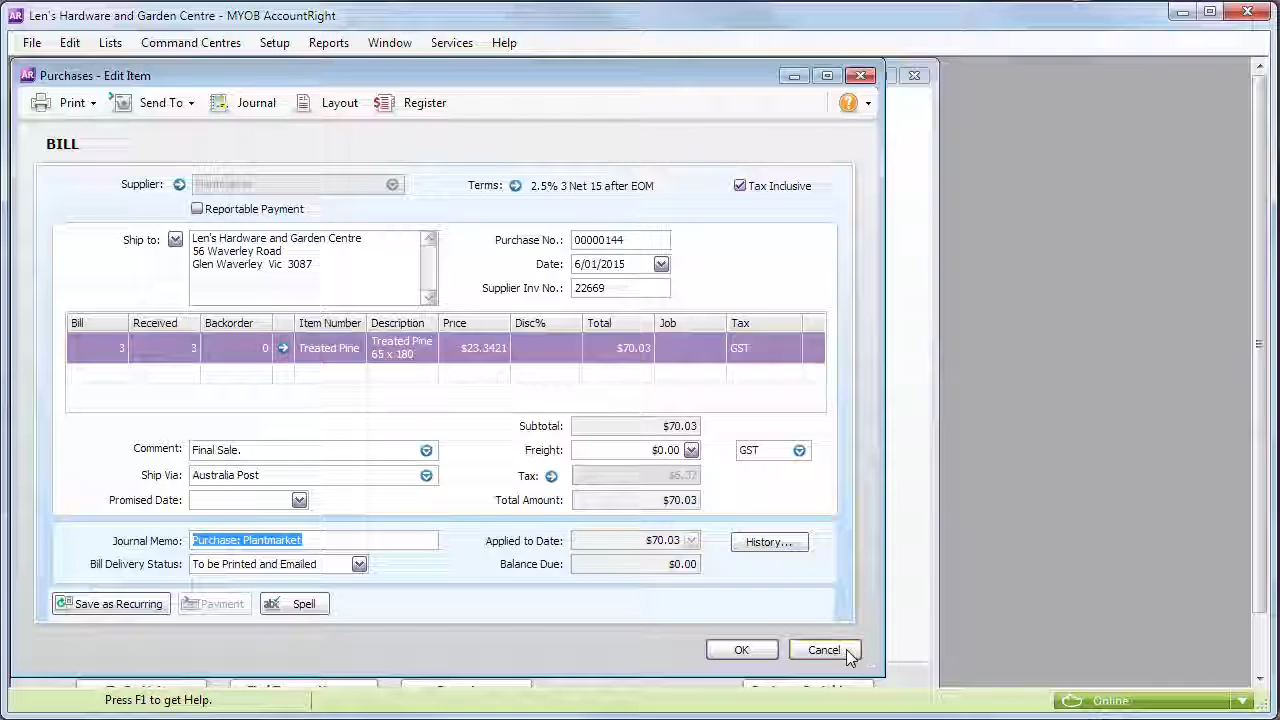 Len's Hardware and Garden Centre - MYOB AccountRight
File Edit Lists Command Centres Setup Reports Window Services Help
Purchases - Edit Item
Print Send To Journal Layout Register
BILL
Supplier: Terms: 2.5% 3 Net 15 after EOM Tax Inclusive
Reportable Payment
Ship to: Len's Hardware and Garden Centre
56 Waverley Road
Glen Waverley Vic 3087
Purchase No.: 00000144
Date: 6/01/2015
Supplier Inv No.: 22669
Bill Received Backorder Item Number Description Price Disc% Total Job Tax
3 3 0 Treated Pine Treated Pine 65 x 180 $23.3421 $70.03 GST
Subtotal: $70.03
Comment: Final Sale. Freight: $0.00 GST
Ship Via: Australia Post Tax: $6.37
Promised Date: Total Amount: $70.03
Journal Memo: Purchase: Plantmarket Applied to Date: $70.03 History...
Bill Delivery Status: To be Printed and Emailed Balance Due: $0.00
Save as Recurring Payment Spell
OK Cancel
Press F1 to get Help. Online